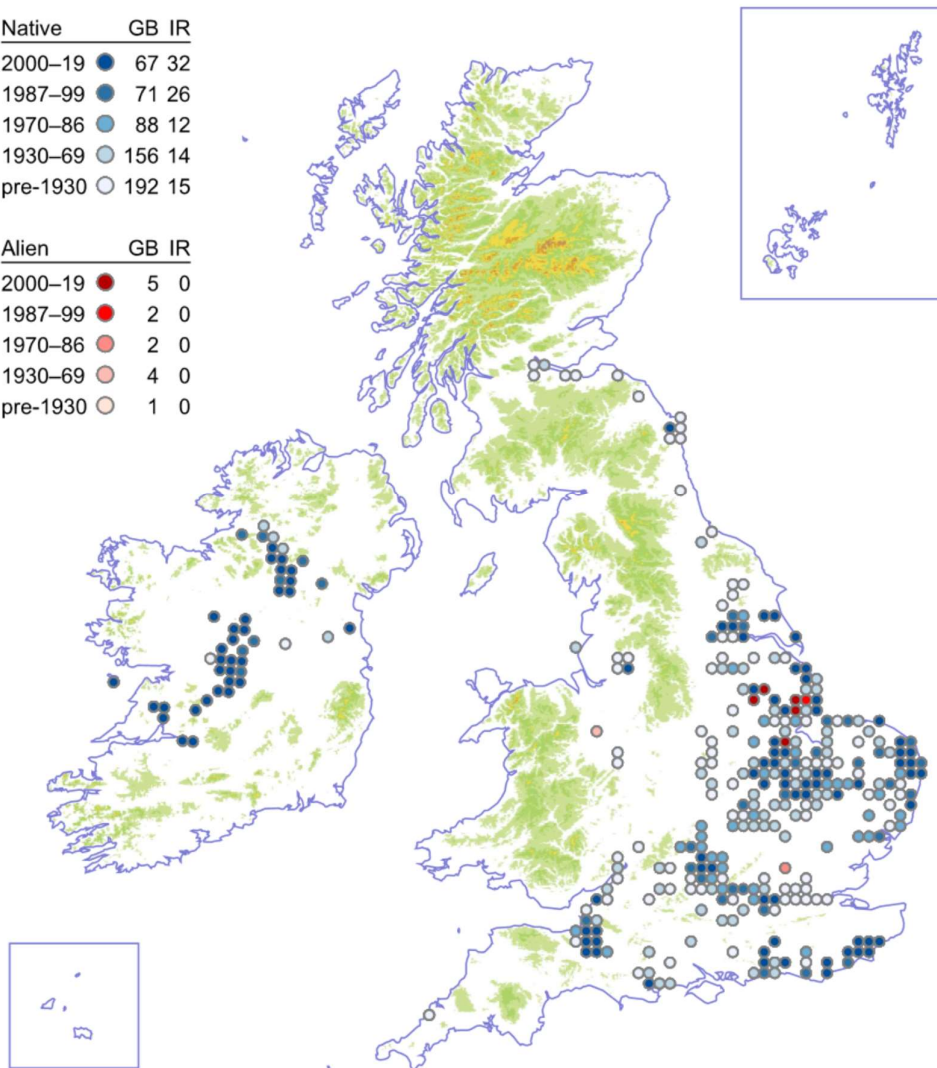 Native GB IR
2000–19 67 32
1987–99 71 26
1970–86 88 12
1930–69 156 14
pre-1930 192 15
Alien GB IR
2000–19 5 0
1987–99 2 0
1970–86 2 0
1930–69 4 0
pre-1930 1 0